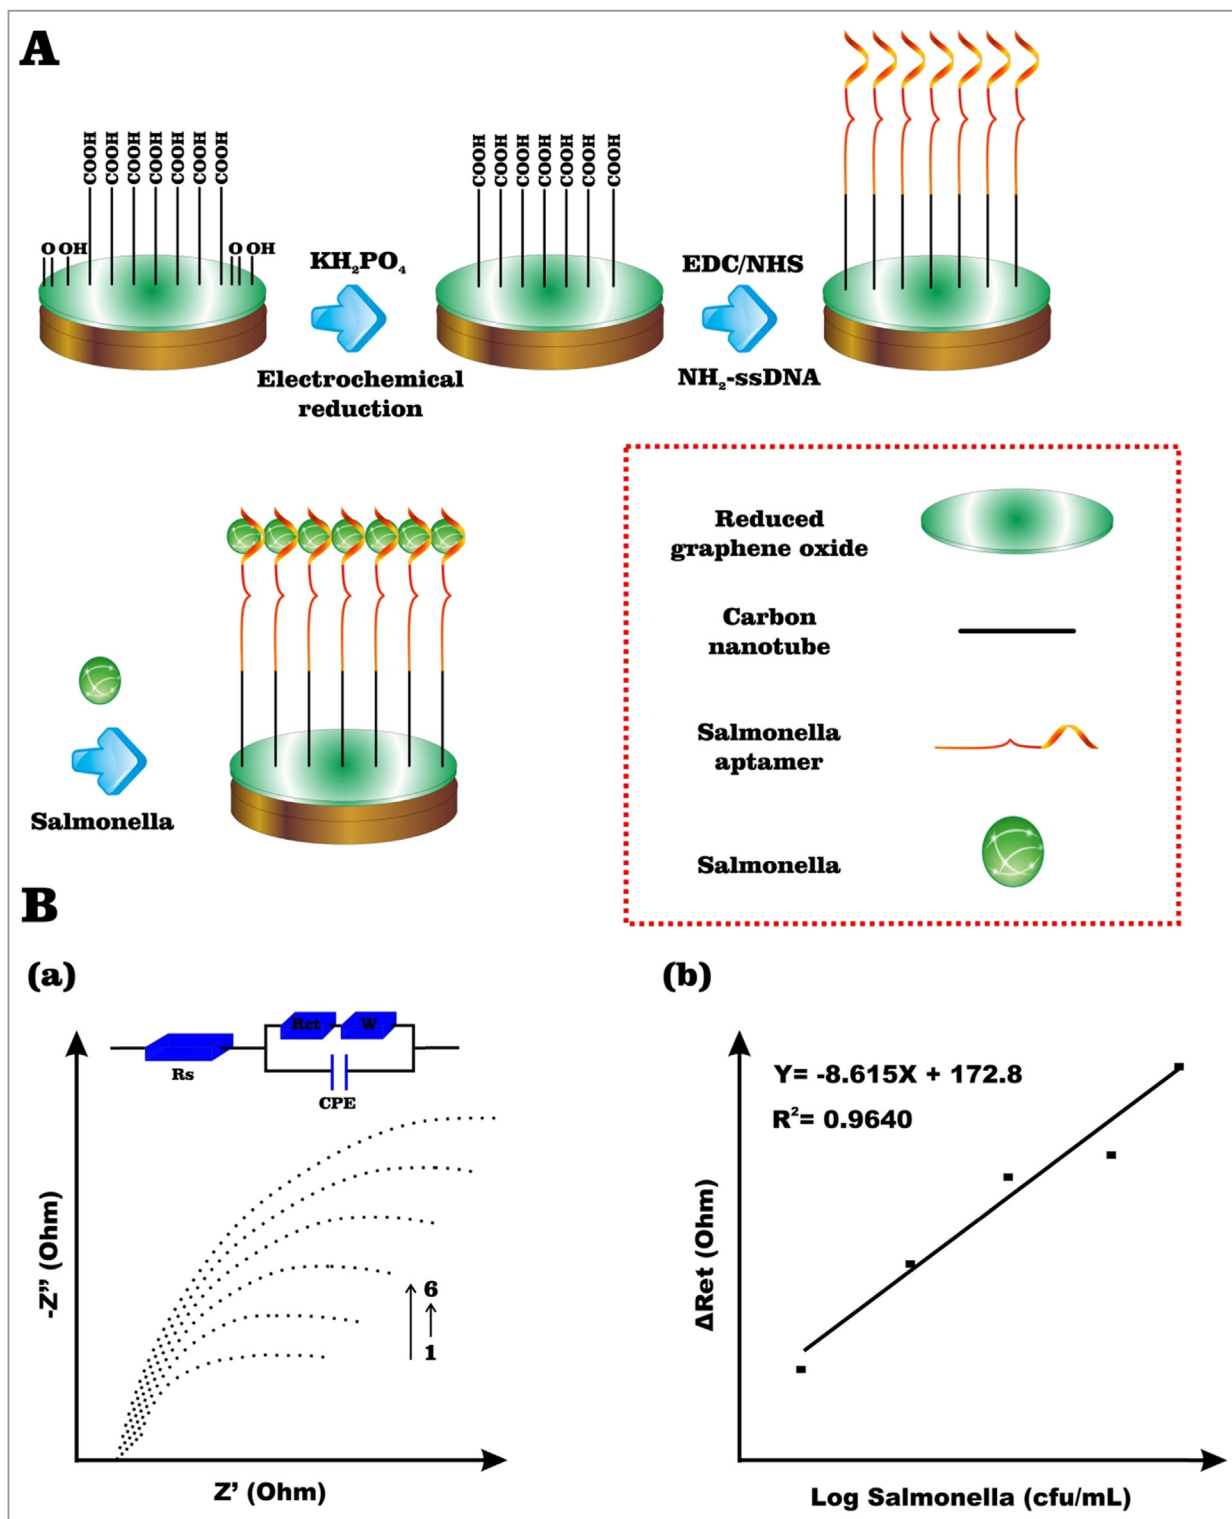 A
COOH
COOH
COOH
COOH
COOH
COOH
COOH
O OH
O OH
KH₂PO₄
Electrochemical
reduction
COOH
COOH
COOH
COOH
COOH
COOH
COOH
EDC/NHS
NH₂-ssDNA
Salmonella
Reduced
graphene oxide
Carbon
nanotube
Salmonella
aptamer
Salmonella
B
(a)
Rs
Rct
W
CPE
-Z” (Ohm)
6
1
Z’ (Ohm)
(b)
Y= -8.615X + 172.8
R²= 0.9640
ΔRet (Ohm)
Log Salmonella (cfu/mL)